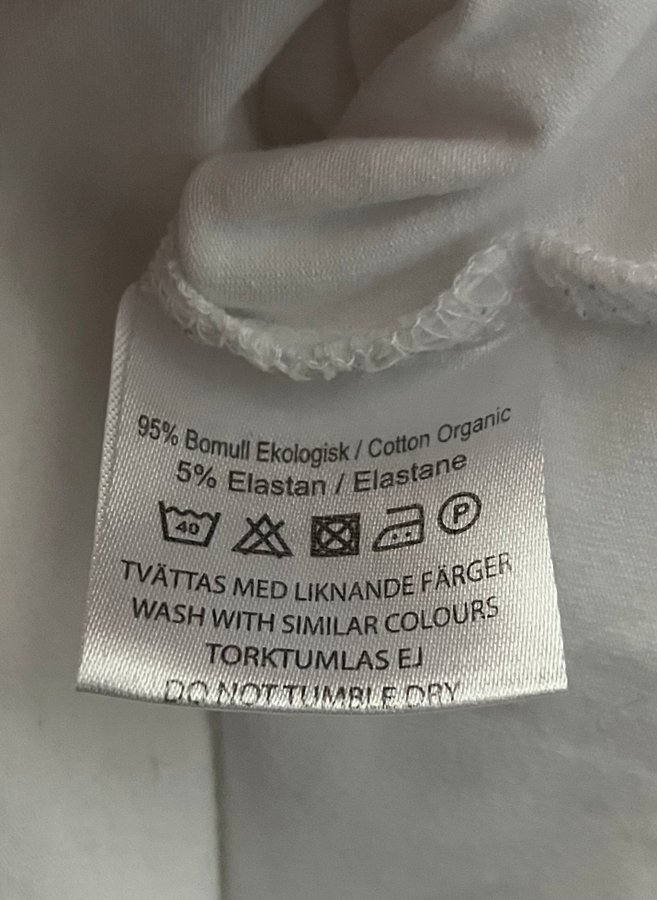 95% Bomull Ekologisk / Cotton Organic
5% Elastan / Elastane
40 P
TVÄTTAS MED LIKNANDE FÄRGER
WASH WITH SIMILAR COLOURS
TORKTUMLAS EJ
DO NOT TUMBLE DRY